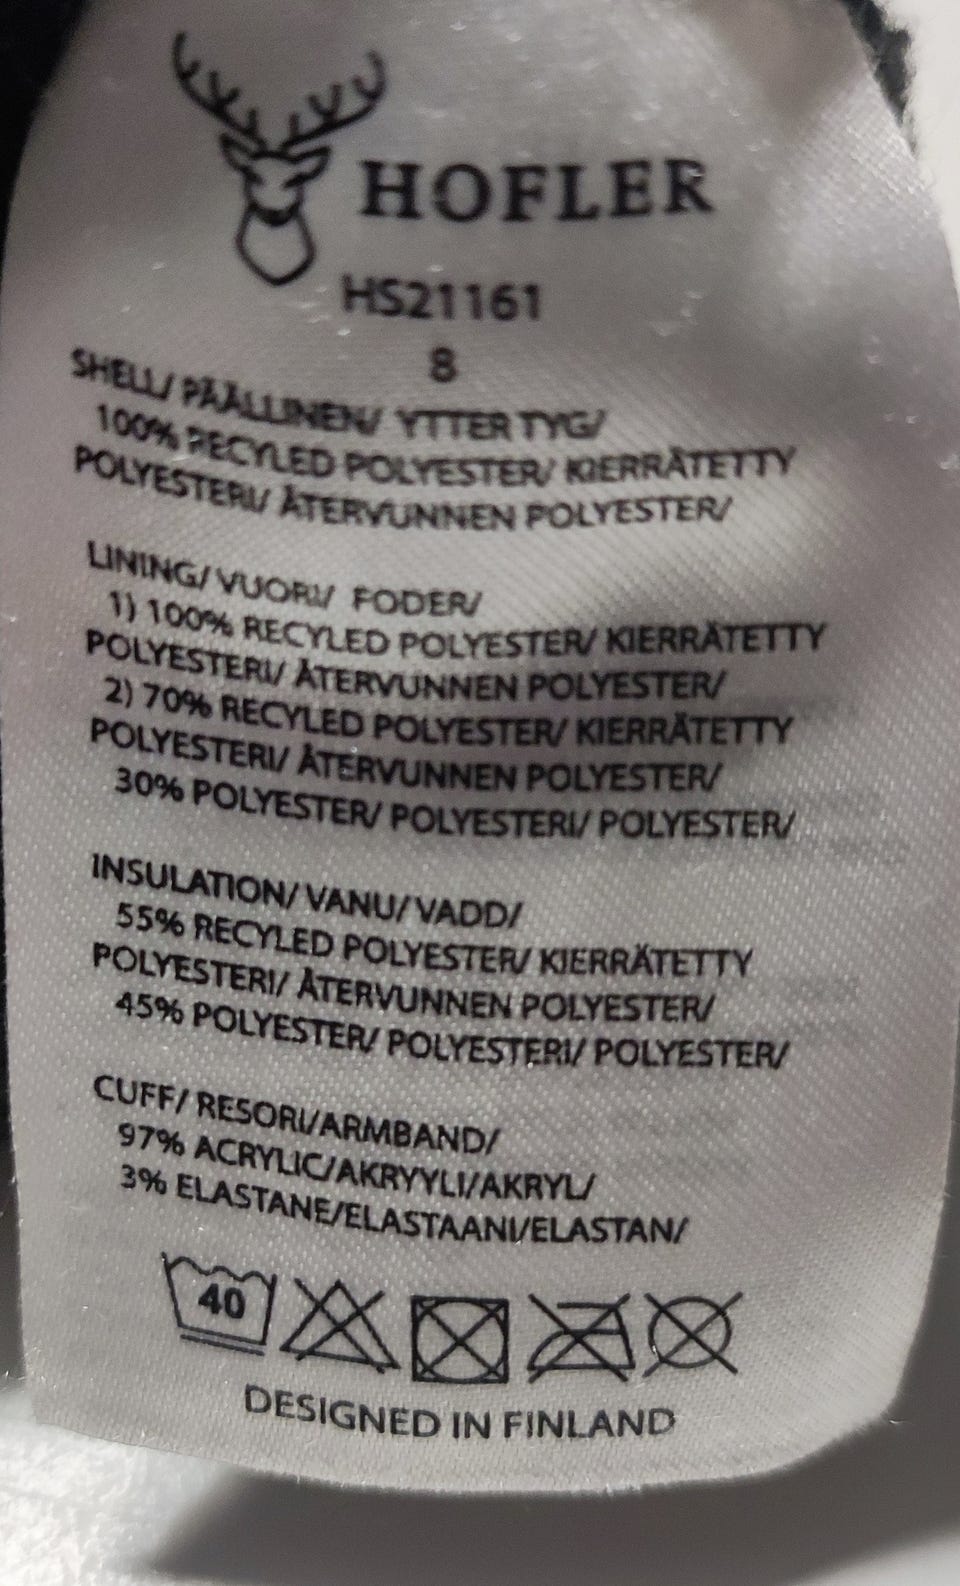 HOFLER
HS21161
8
SHELL/ PÄÄLLINEN/ YTTER TYG/
100% RECYLED POLYESTER/ KIERRÄTETTY
POLYESTERI/ ÅTERVUNNEN POLYESTER/
LINING/ VUORI/ FODER/
1) 100% RECYLED POLYESTER/ KIERRÄTETTY
POLYESTERI/ ÅTERVUNNEN POLYESTER/
2) 70% RECYLED POLYESTER/ KIERRÄTETTY
POLYESTERI/ ÅTERVUNNEN POLYESTER/
30% POLYESTER/ POLYESTERI/ POLYESTER/
INSULATION/ VANU/ VADD/
55% RECYLED POLYESTER/ KIERRÄTETTY
POLYESTERI/ ÅTERVUNNEN POLYESTER/
45% POLYESTER/ POLYESTERI/ POLYESTER/
CUFF/ RESORI/ARMBAND/
97% ACRYLIC/AKRYYLI/AKRYL/
3% ELASTANE/ELASTAANI/ELASTAN/
40
DESIGNED IN FINLAND